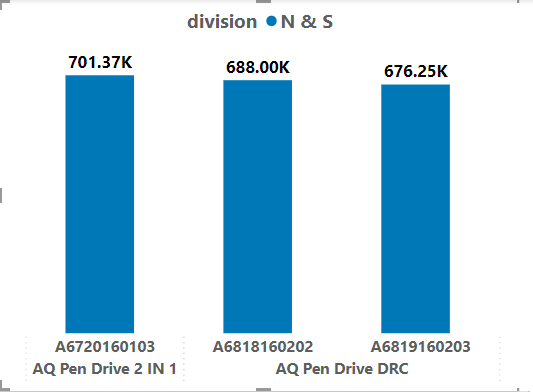 division N & S
701.37K
688.00K
676.25K
A6720160103 A6818160202 A6819160203
AQ Pen Drive 2 IN 1 AQ Pen Drive DRC